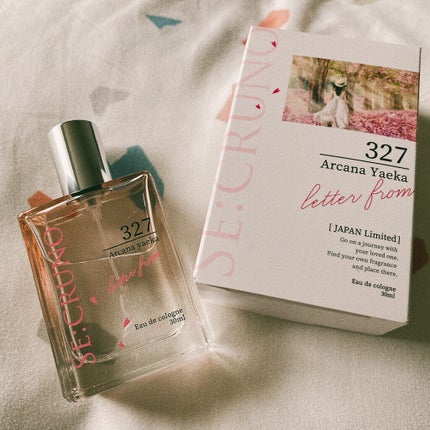 SE:CRUNO
327
Arcana Yaeka
letter from
Eau de cologne
30ml
SE:CRUNO
327
Arcana Yaeka
letter from
[ JAPAN Limited ]
Go on a journey with
your loved one.
Find your own fragrance
and place there.
Eau de cologne
30ml